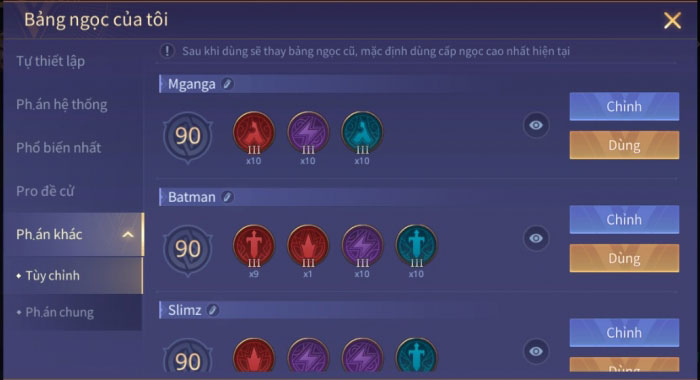 Bảng ngọc của tôi
Sau khi dùng sẽ thay bảng ngọc cũ, mặc định dùng cấp ngọc cao nhất hiện tại
Tự thiết lập
Ph.án hệ thống
Phổ biến nhất
Pro đề cử
Ph.án khác
Tùy chỉnh
Ph.án chung
Mganga
90
III
III
III
x10
x10
x10
Chỉnh
Dùng
Batman
90
III
III
III
III
x9
x1
x10
x10
Chỉnh
Dùng
Slimz
90
Chỉnh
Dùng